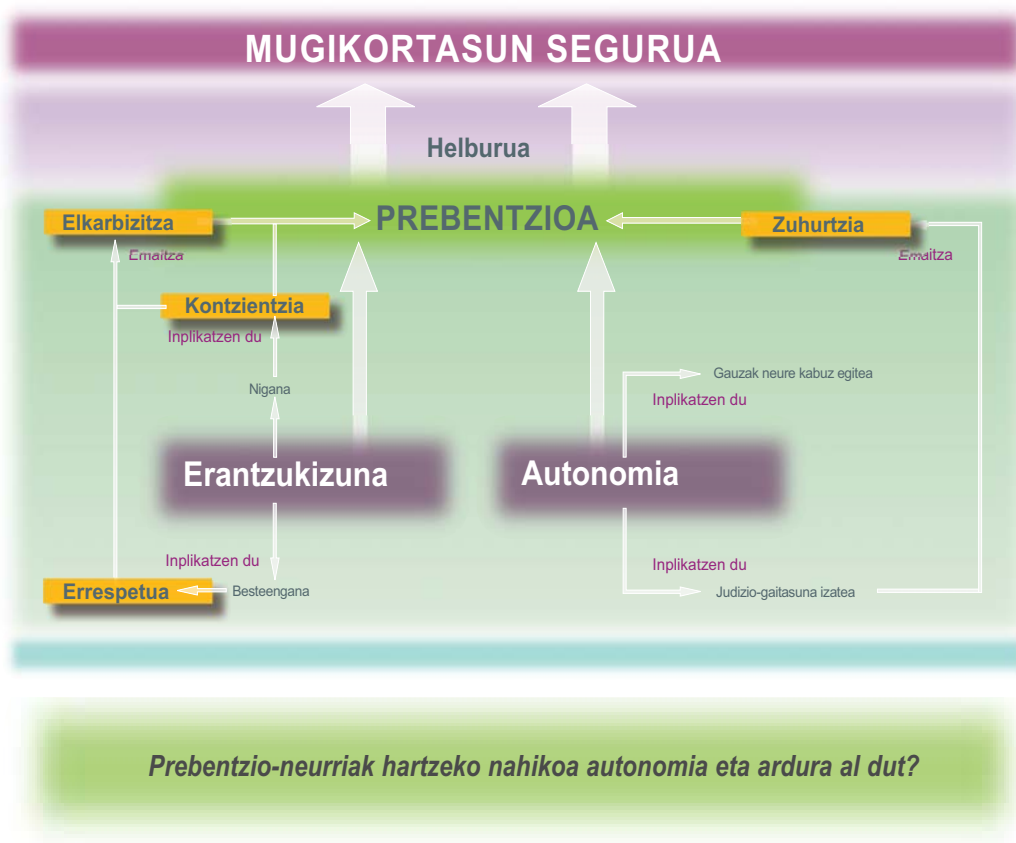 MUGIKORTASUN SEGURUA
Helburua
PREBENTZIOA
Elkarbizitza
Zuhurtzia
Emaitza
Emaitza
Kontzientzia
Inplikatzen du
Nigana
Gauzak neure kabuz egitea
Inplikatzen du
Erantzukizuna
Autonomia
Inplikatzen du
Inplikatzen du
Errespetua
Besteengana
Judizio-gaitasuna izatea
Prebentzio-neurriak hartzeko nahikoa autonomia eta ardura al dut?